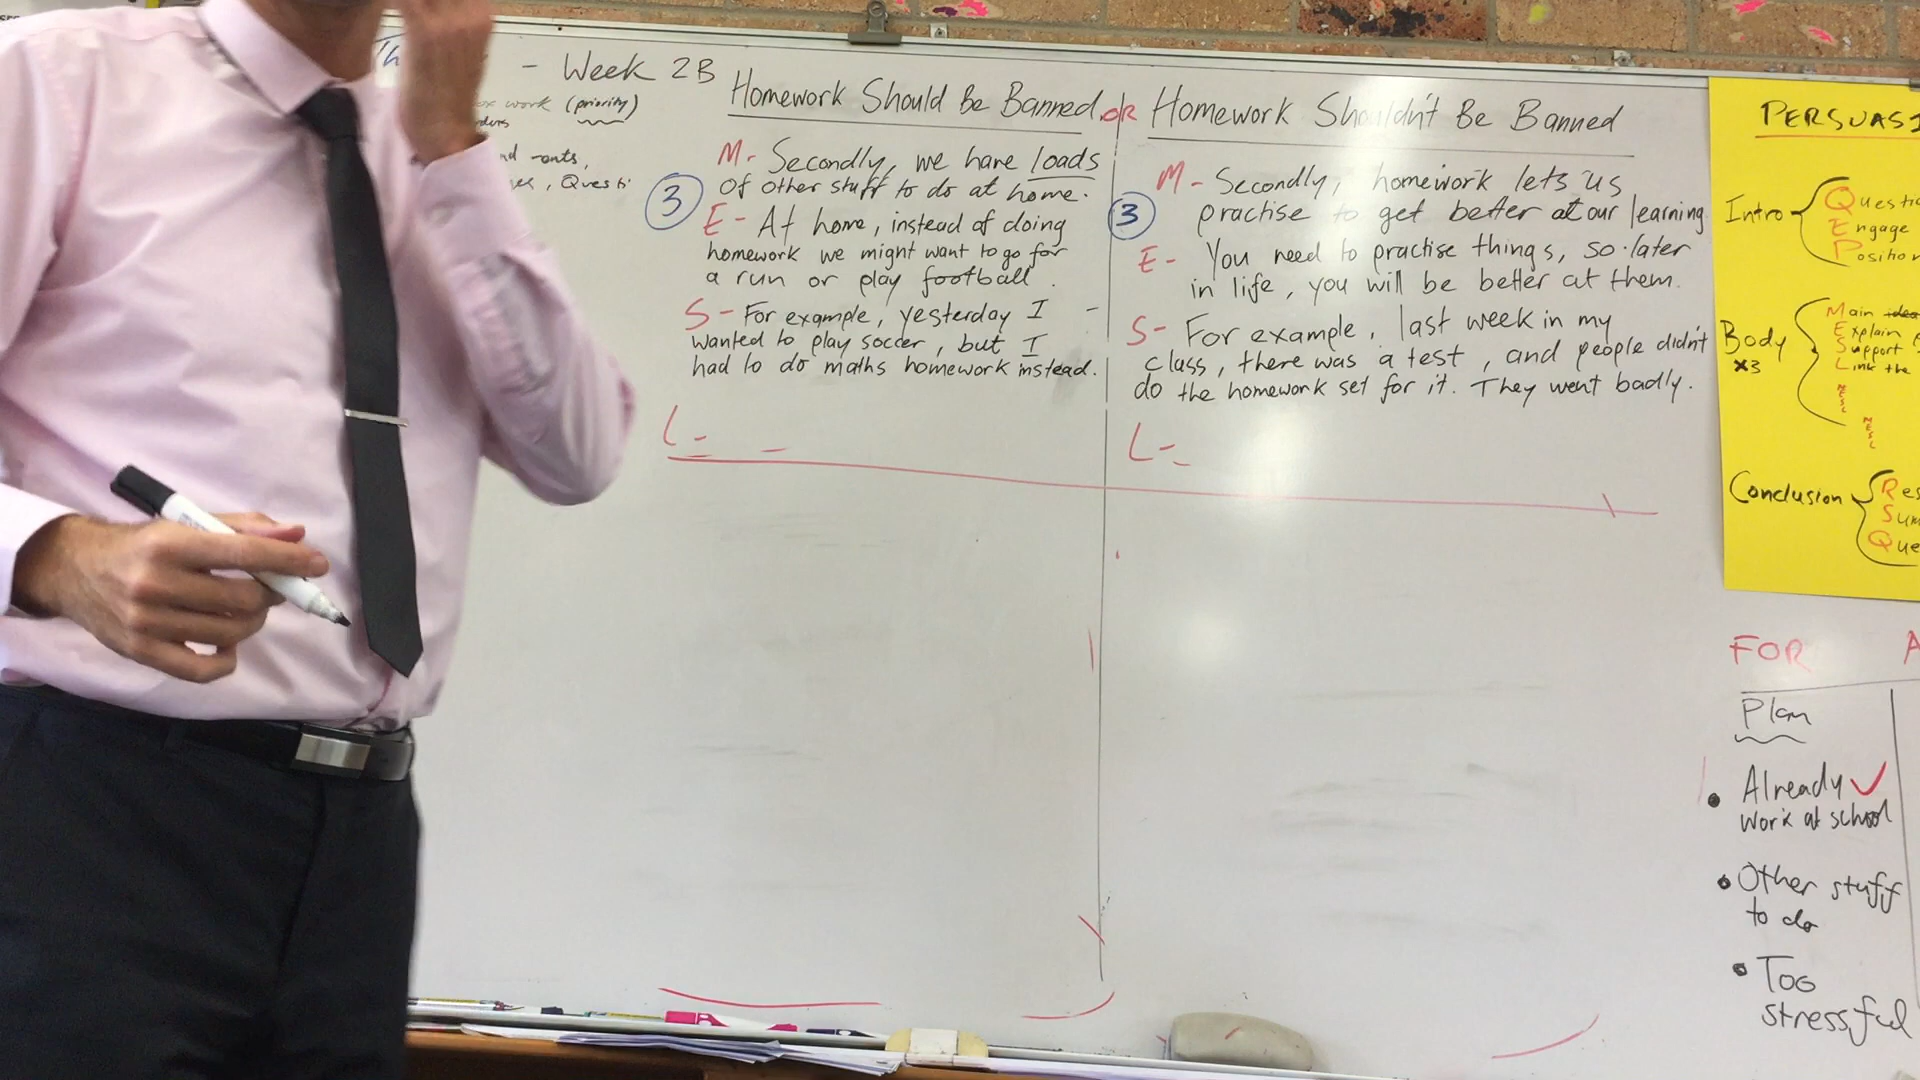 Th
- Week 2B
work (priority)
Homework Should Be Banned
OR
Homework Shouldn't Be Banned
M- Secondly, we have loads
of other stuff to do at home.
3
E- At home, instead of doing
homework we might want to go for
a run or play football.
S- For example, yesterday I
wanted to play soccer, but I
had to do maths homework instead.
L-
M- Secondly, homework lets us
practise to get better at our learning
3
E- You need to practise things, so later
in life, you will be better at them.
S- For example, last week in my
class, there was a test, and people didn't
do the homework set for it. They went badly.
L-
PERSUASI
Intro
Questio
Engage
Position
Body
x3
Main idea
Explain
Support
Link the
MESL
MESL
Conclusion
Res
Sum
Que
FOR
A
Plan
• Already ✓
work at school
• Other stuff
to do
• Too
stressful